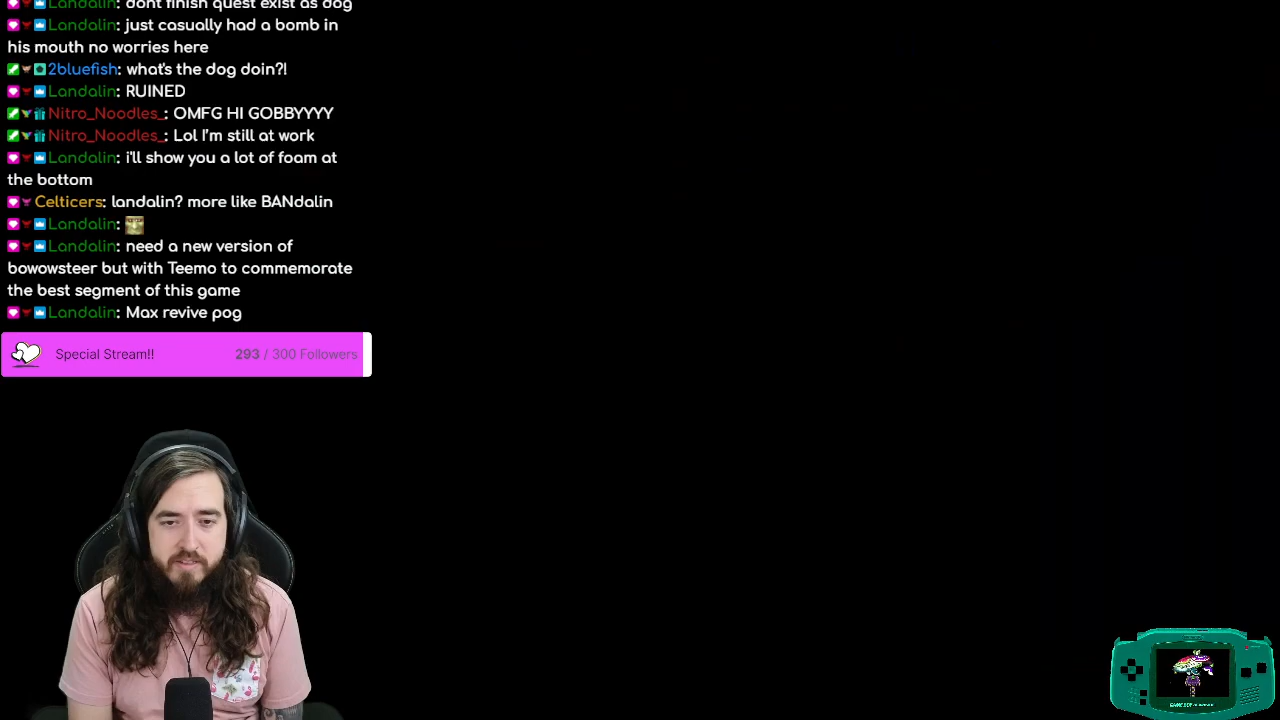 Landalin: dont finish quest exist as dog
Landalin: just casually had a bomb in
his mouth no worries here
2bluefish: what's the dog doin?!
Landalin: RUINED
Nitro_Noodles_: OMFG HI GOBBYYYY
Nitro_Noodles_: Lol I'm still at work
Landalin: i'll show you a lot of foam at
the bottom
Celticers: landalin? more like BANdalin
Landalin:
Landalin: need a new version of
bowowsteer but with Teemo to commemorate
the best segment of this game
Landalin: Max revive pog
Special Stream!! 293 / 300 Followers